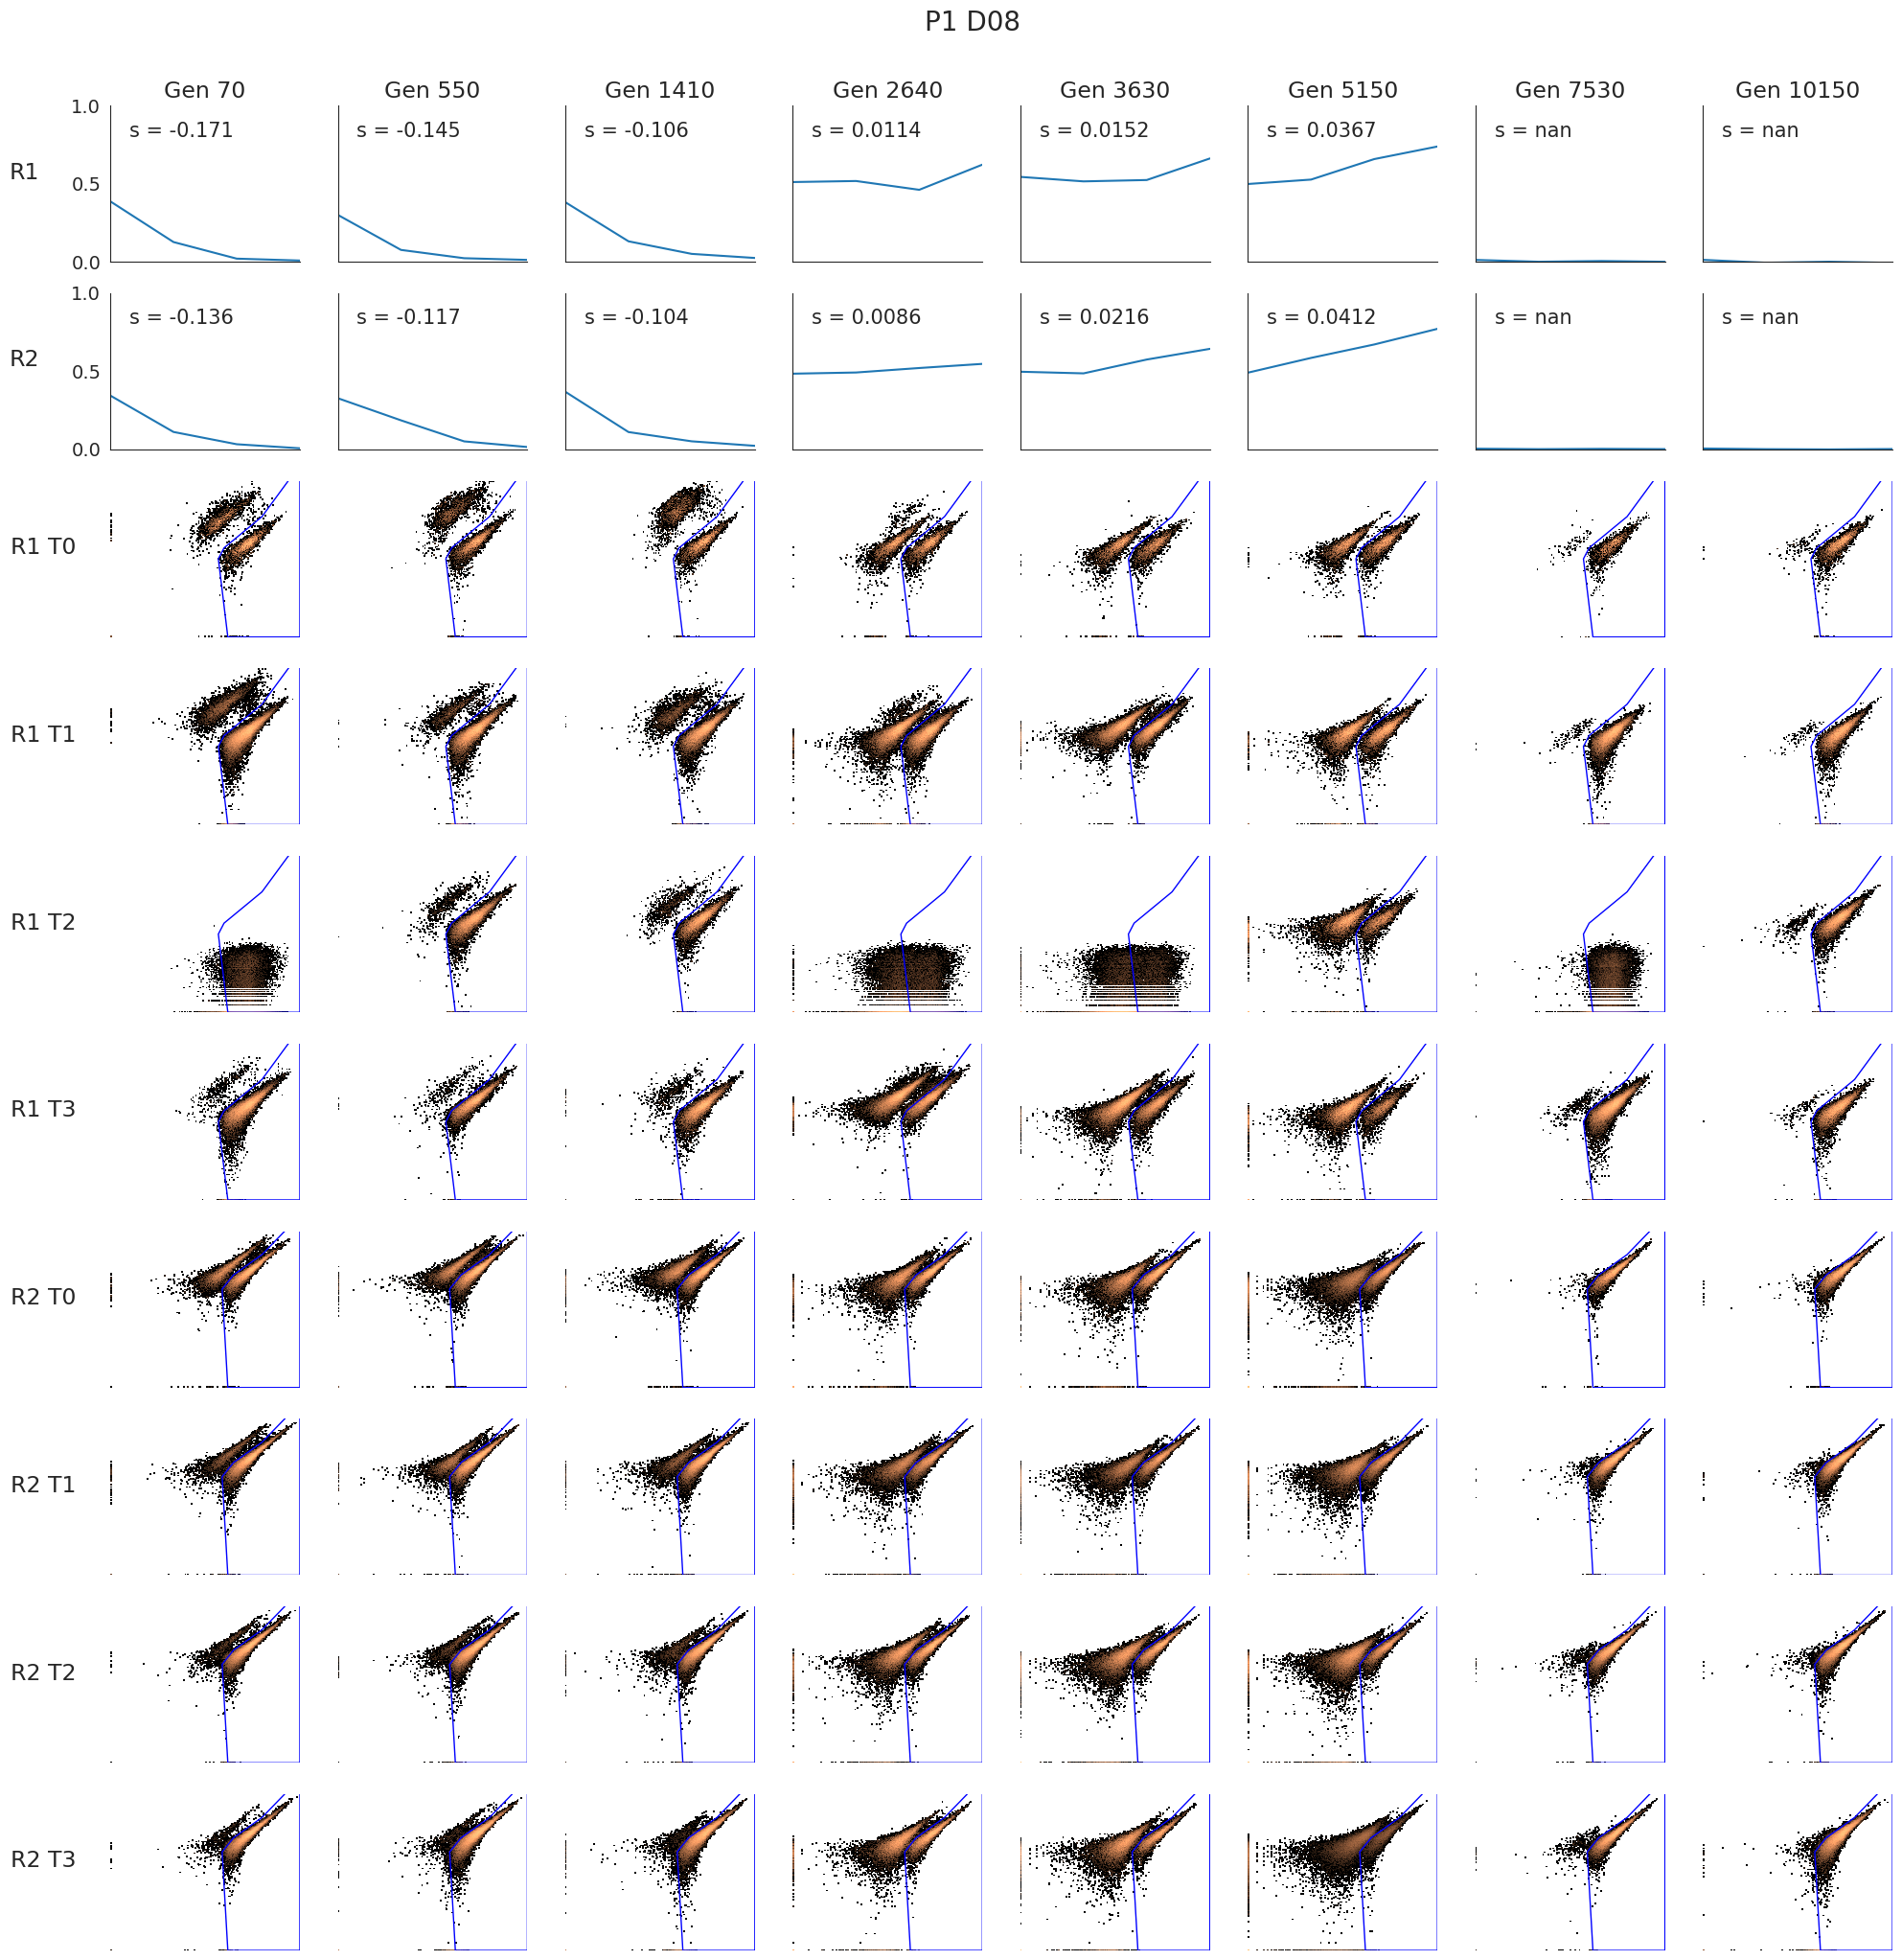 P1 D08
Gen 70 Gen 550 Gen 1410 Gen 2640 Gen 3630 Gen 5150 Gen 7530 Gen 10150
1.0
s = -0.171 s = -0.145 s = -0.106 s = 0.0114 s = 0.0152 s = 0.0367 s = nan s = nan
R1
0.5
0.0
1.0
s = -0.136 s = -0.117 s = -0.104 s = 0.0086 s = 0.0216 s = 0.0412 s = nan s = nan
R2
0.5
0.0
R1 T0
R1 T1
R1 T2
R1 T3
R2 T0
R2 T1
R2 T2
R2 T3